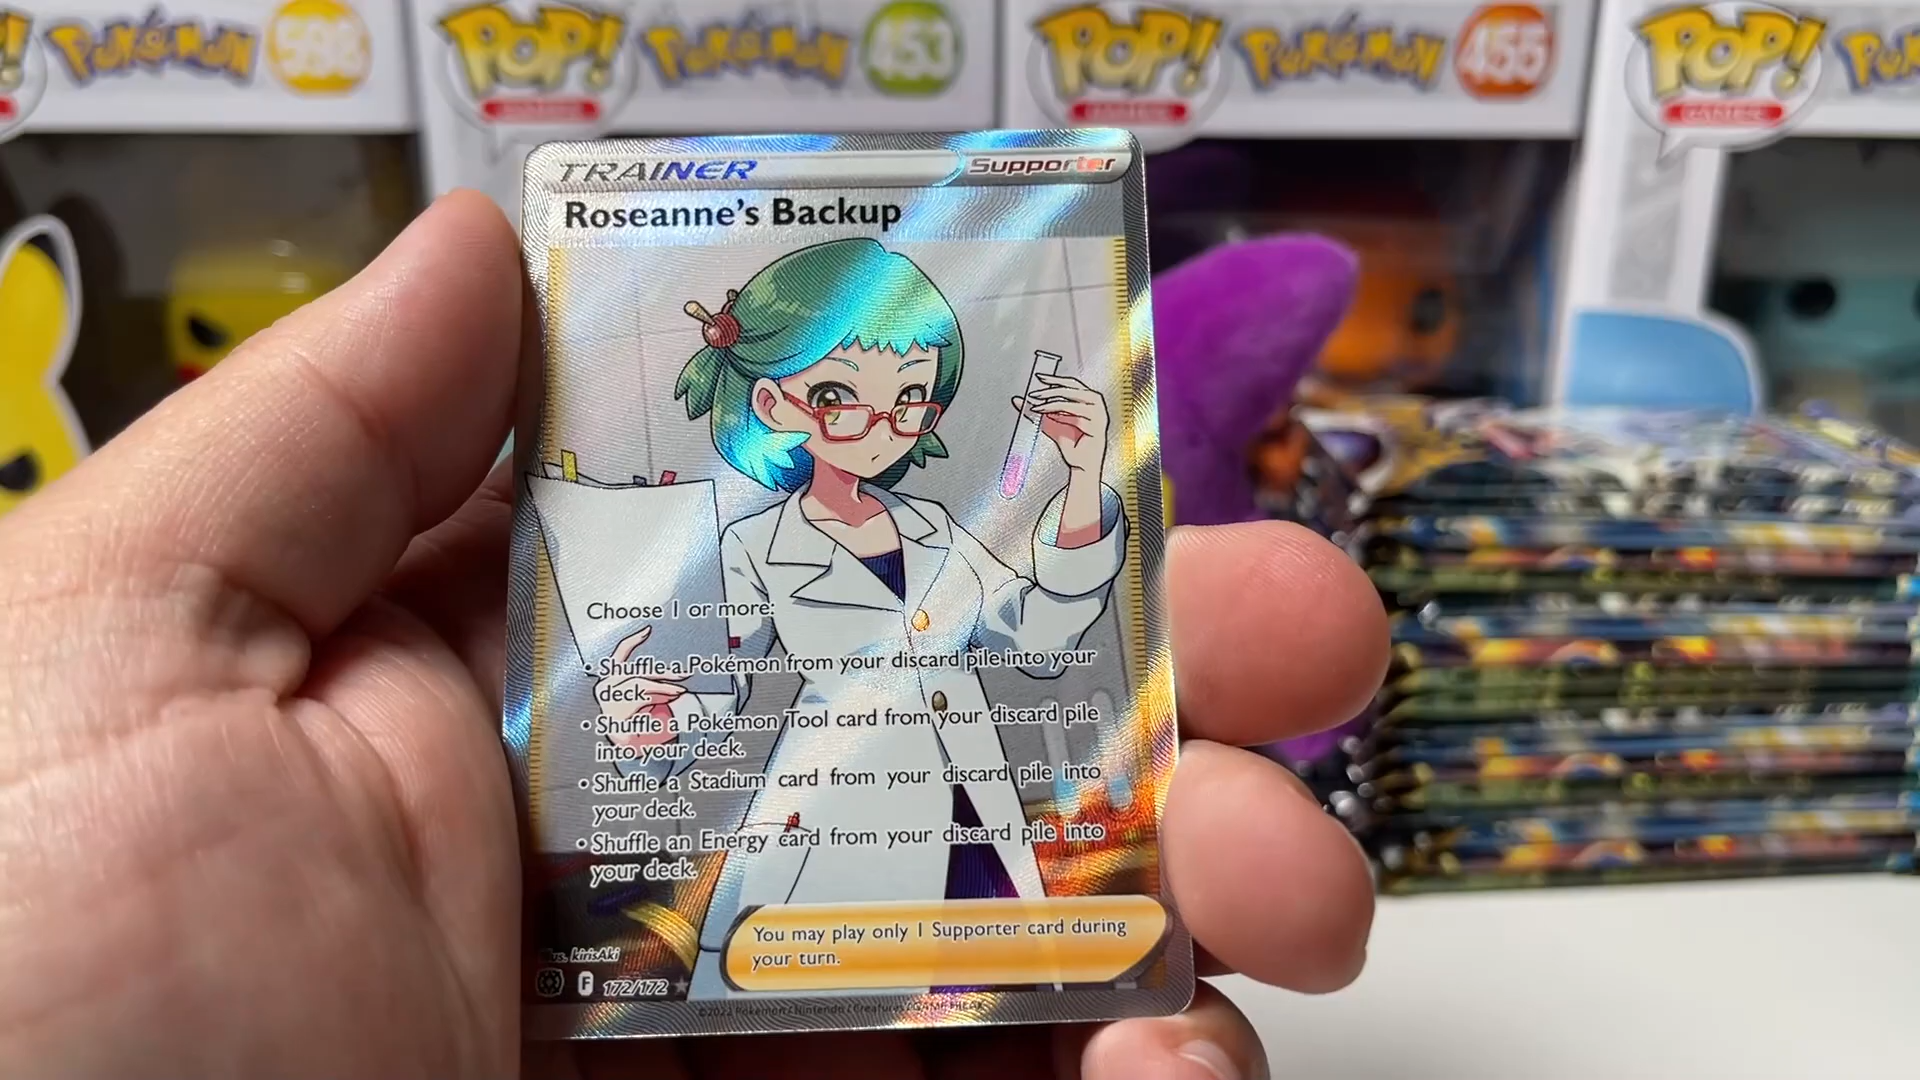 Pokémon 598
POP! Pokémon 453
GAMES
POP! Pokémon 455
GAMES
POP!
GAMES
TRAINER Supporter
Roseanne's Backup
Choose 1 or more:
• Shuffle a Pokémon from your discard pile into your
deck.
• Shuffle a Pokémon Tool card from your discard pile
into your deck.
• Shuffle a Stadium card from your discard pile into
your deck.
• Shuffle an Energy card from your discard pile into
your deck.
You may play only 1 Supporter card during
your turn.
Illus. kirisAki
F 172/172
©2022 Pokémon / Nintendo / Creatures / GAME FREAK